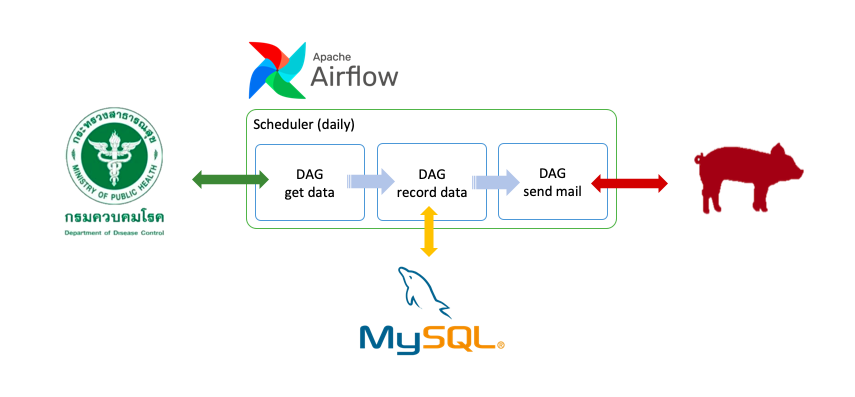 Apache
Airflow
Scheduler (daily)
กระทรวงสาธารณสุข
MINISTRY OF PUBLIC HEALTH
กรมควบคุมโรค
Department of Disease Control
DAG
get data
DAG
record data
DAG
send mail
MySQL®